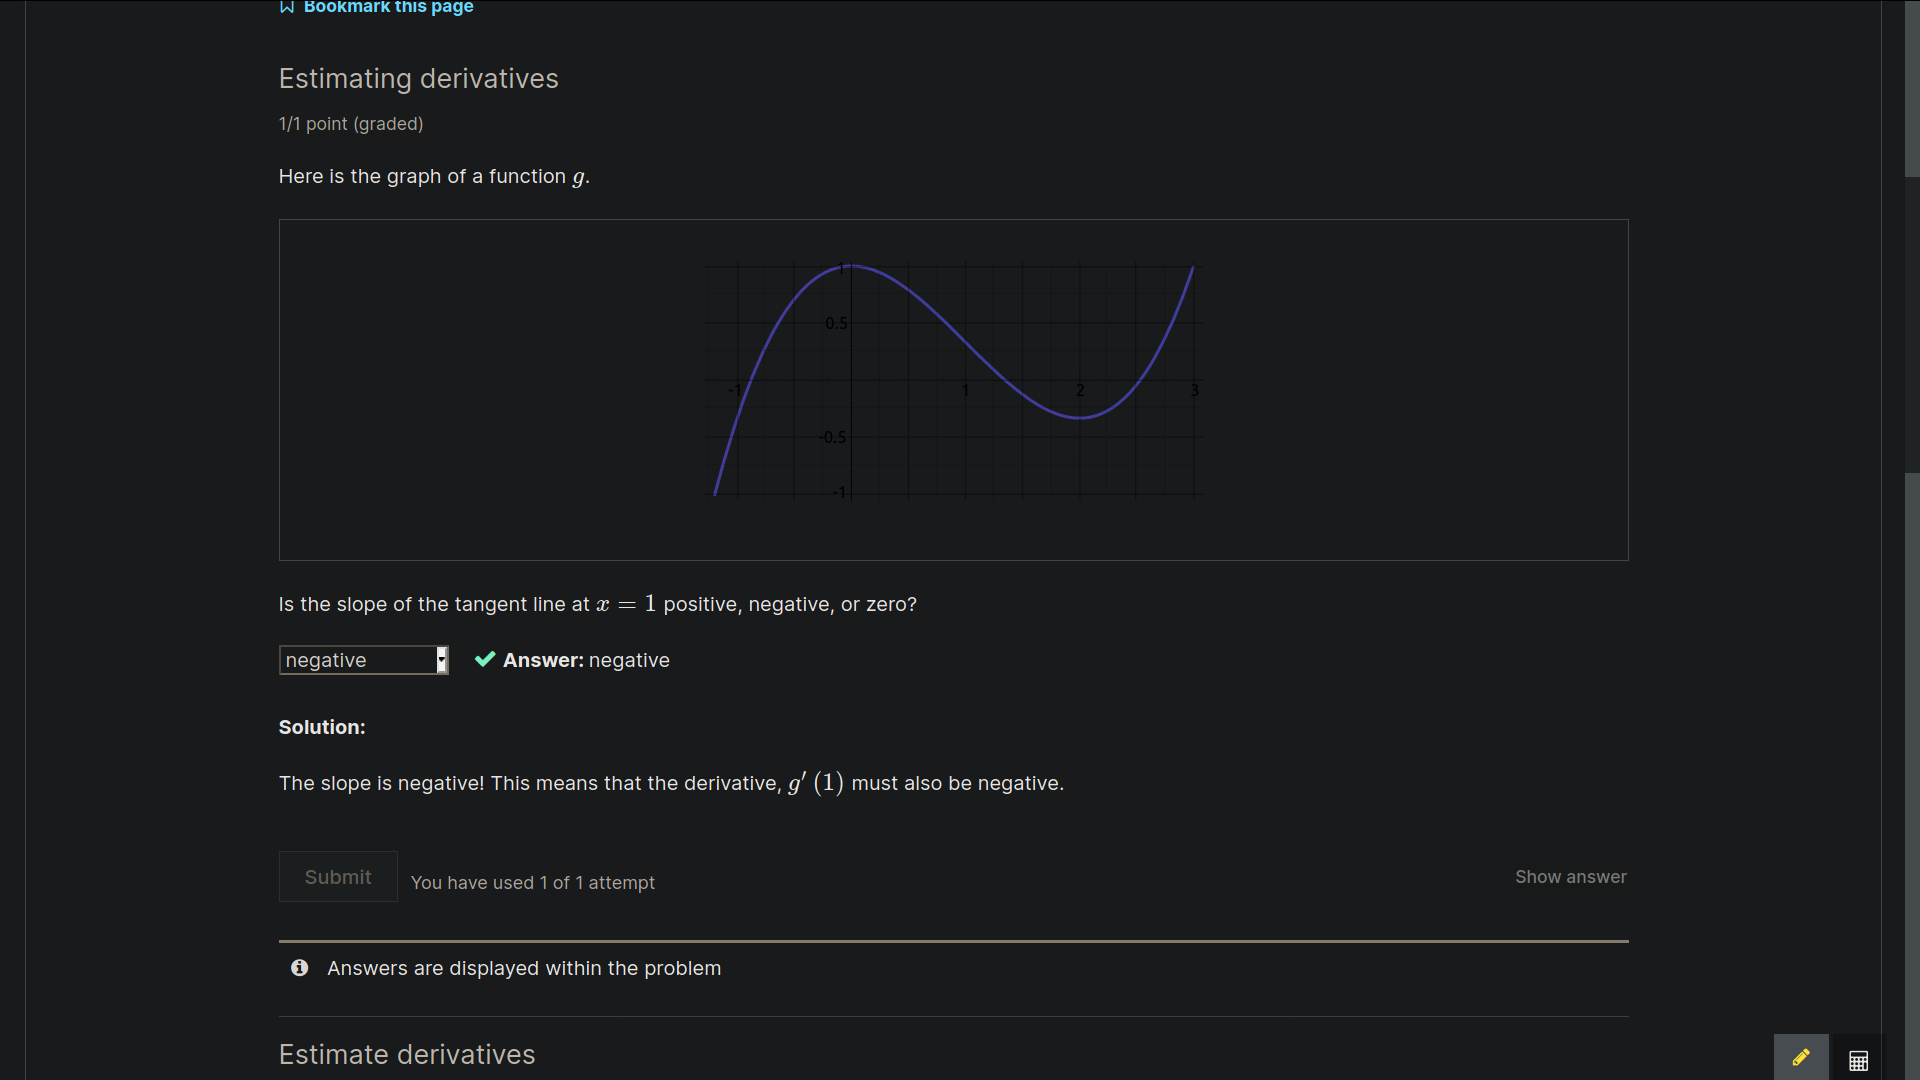 Bookmark this page
Estimating derivatives
1/1 point (graded)
Here is the graph of a function g.
1
0.5
-1 1 2 3
-0.5
-1
Is the slope of the tangent line at x = 1 positive, negative, or zero?
negative Answer: negative
Solution:
The slope is negative! This means that the derivative, g′ (1) must also be negative.
Submit You have used 1 of 1 attempt Show answer
Answers are displayed within the problem
Estimate derivatives